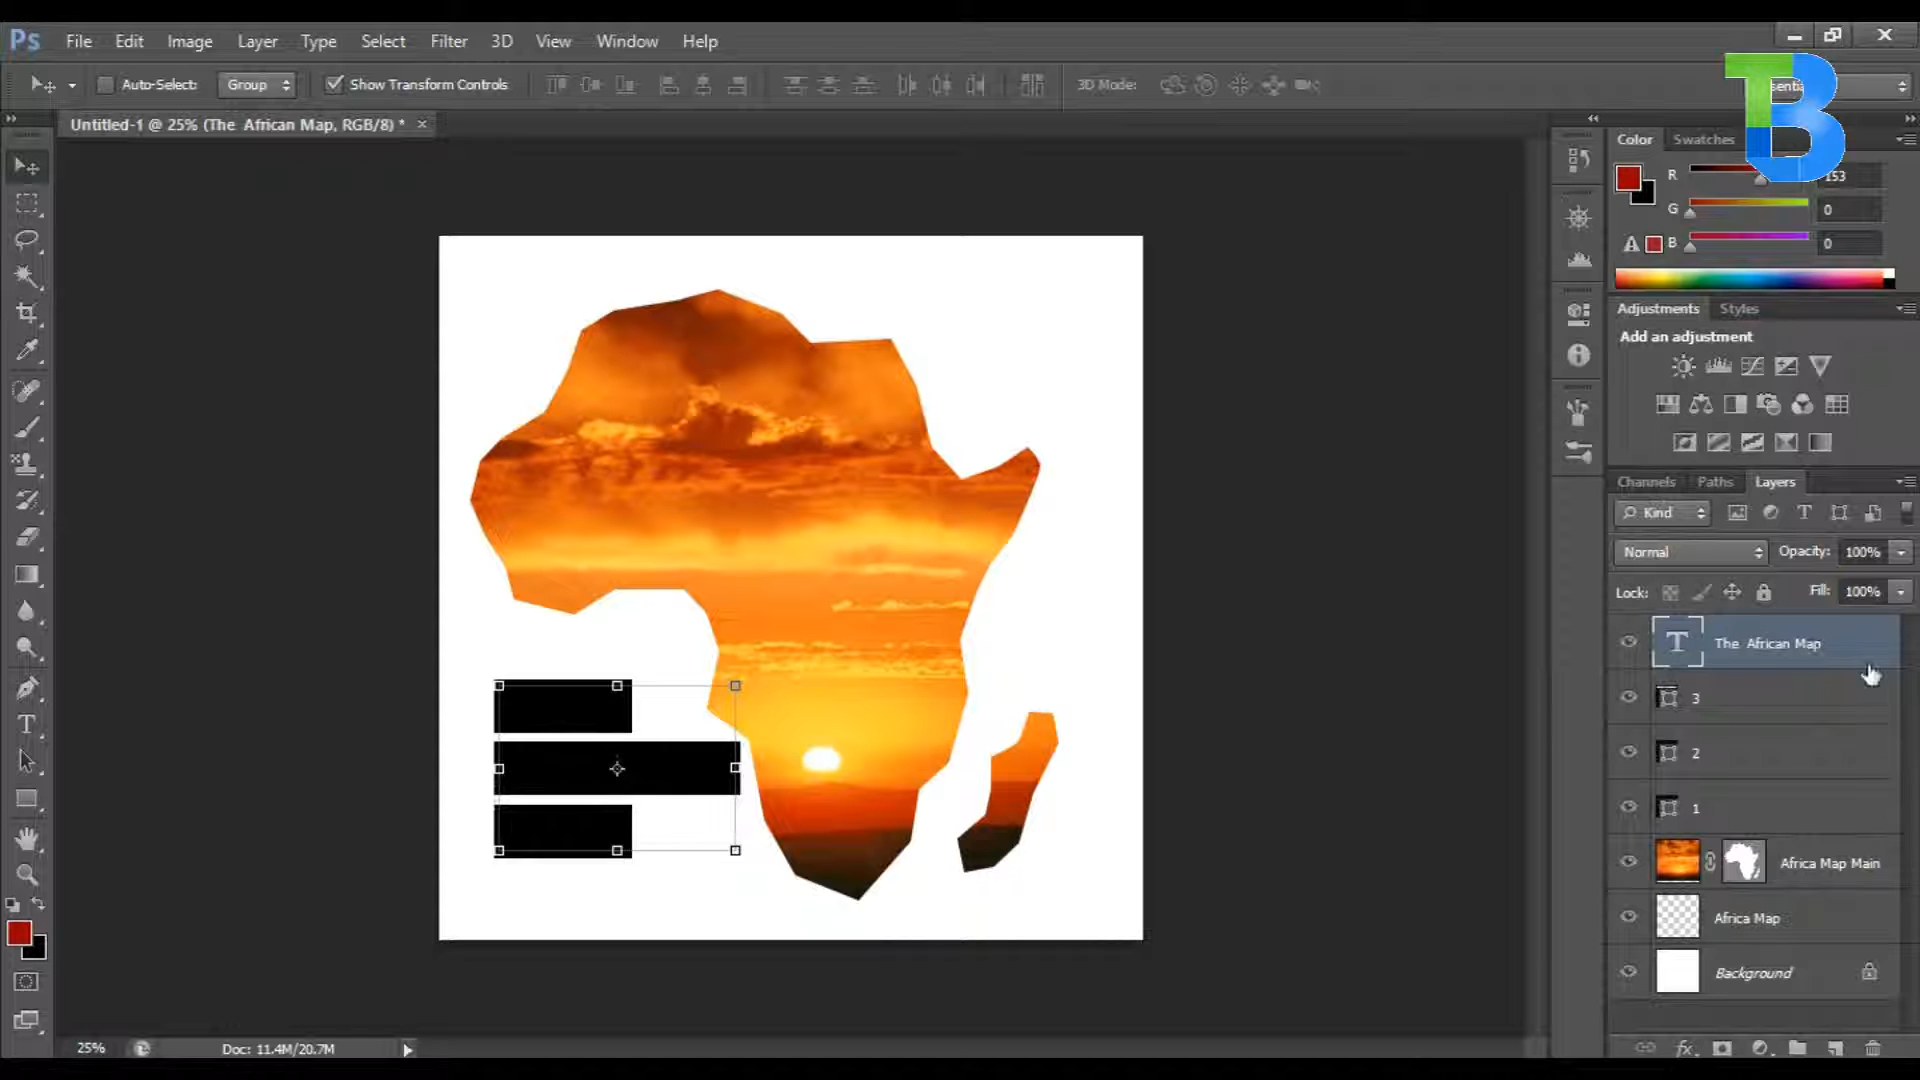 Ps File Edit Image Layer Type Select Filter 3D View Window Help
Auto-Select: Group Show Transform Controls 3D Mode:
TB
Untitled-1 @ 25% (The African Map, RGB/8) * ×
Color Swatches
R 153
G 0
B 0
Adjustments Styles
Add an adjustment
Channels Paths Layers
Kind
Normal Opacity: 100%
Lock: Fill: 100%
T The African Map
3
2
1
Africa Map Main
Africa Map
Background
25% Doc: 11.4M/20.7M
fx